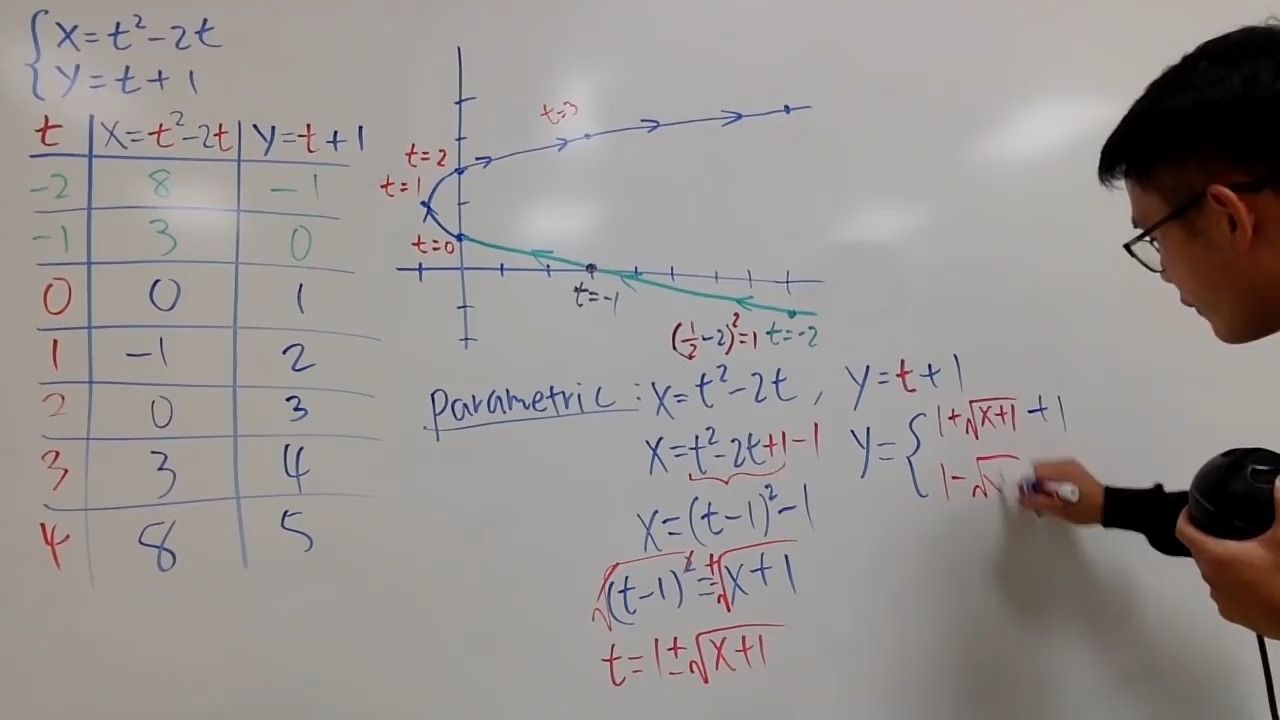 x=t²-2t
y=t+1
t x=t²-2t y=t+1
-2 8 -1
-1 3 0
0 0 1
1 -1 2
2 0 3
3 3 4
4 8 5
t=3
t=2
t=1
t=0
t=-1
(1/2 -2)²=1 t=-2
Parametric: x=t²-2t, y=t+1
x=t²-2t+1-1
y={1+√x+1 +1
1-√
x=(t-1)²-1
√(t-1)²=±√x+1
t=1±√x+1